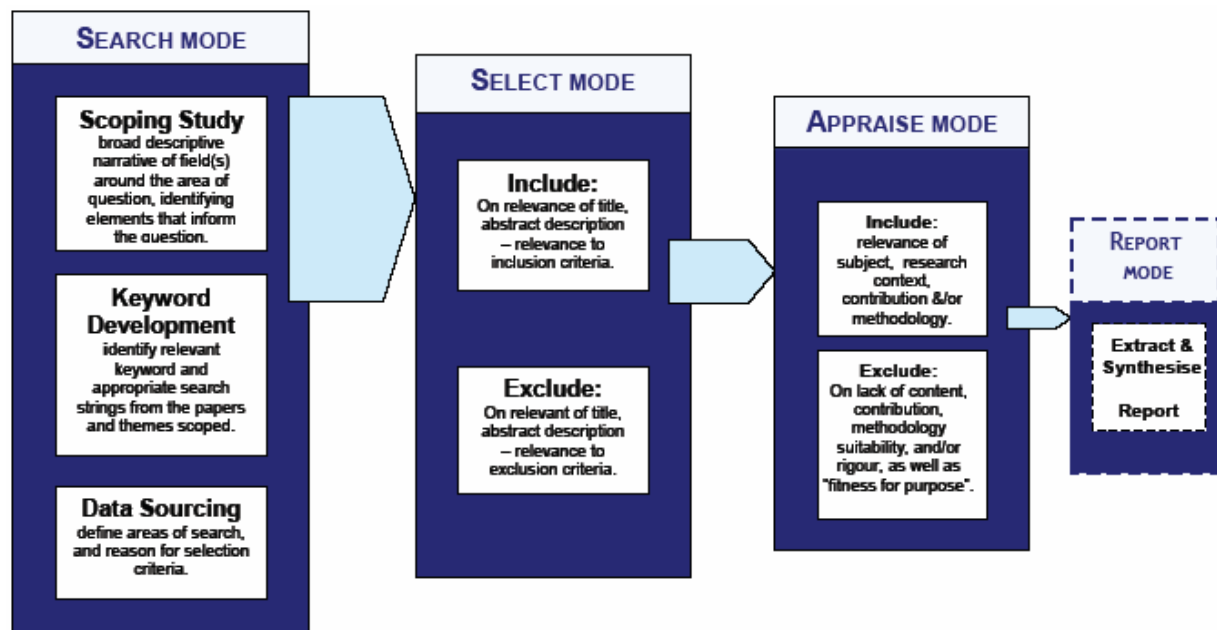 SEARCH MODE
Scoping Study
broad descriptive
narrative of field(s)
around the area of
question, identifying
elements that inform
the question.
Keyword
Development
identify relevant
keyword and
appropriate search
strings from the papers
and themes scoped.
Data Sourcing
define areas of search,
and reason for selection
criteria.
SELECT MODE
Include:
On relevance of title,
abstract description
– relevance to
inclusion criteria.
Exclude:
On relevant of title,
abstract description
– relevance to
exclusion criteria.
APPRAISE MODE
Include:
relevance of
subject, research
context,
contribution &/or
methodology.
Exclude:
On lack of content,
contribution,
methodology
suitability, and/or
rigour, as well as
"fitness for purpose".
REPORT
MODE
Extract &
Synthesise
Report